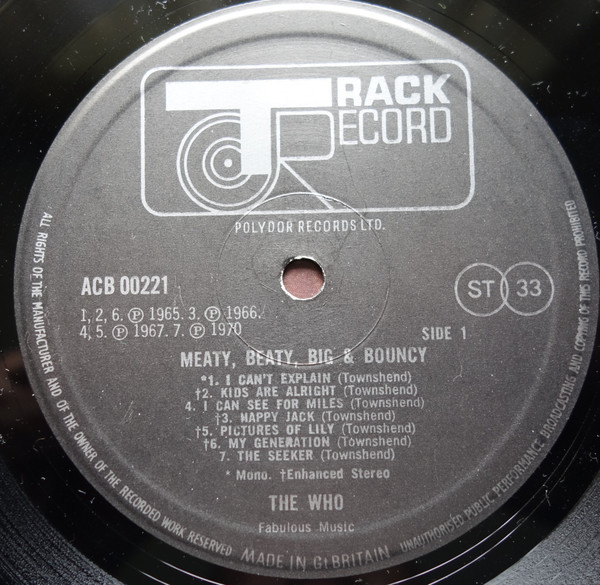 TRACK
RECORD
POLYDOR RECORDS LTD.
ACB 00221
ST 33
1, 2, 6. Ⓟ 1965. 3. Ⓟ 1966.
4, 5. Ⓟ 1967. 7. Ⓟ 1970
SIDE 1
MEATY, BEATY, BIG & BOUNCY
*1. I CAN'T EXPLAIN (Townshend)
†2. KIDS ARE ALRIGHT (Townshend)
4. I CAN SEE FOR MILES (Townshend)
†3. HAPPY JACK (Townshend)
†5. PICTURES OF LILY (Townshend)
†6. MY GENERATION (Townshend)
7. THE SEEKER (Townshend)
* Mono. †Enhanced Stereo
THE WHO
Fabulous Music
ALL RIGHTS OF THE MANUFACTURER AND OF THE OWNER OF THE RECORDED WORK RESERVED
MADE IN Gt.BRITAIN
UNAUTHORISED PUBLIC PERFORMANCE BROADCASTING AND COPYING OF THIS RECORD PROHIBITED